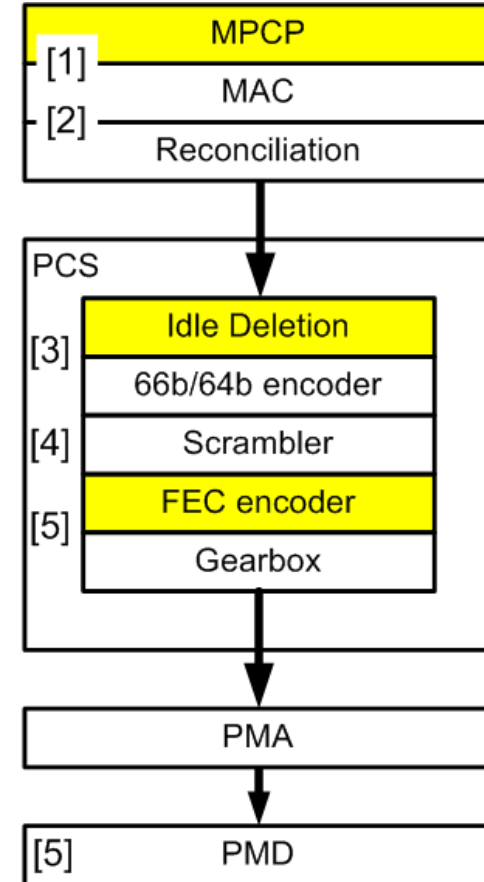 MPCP
[1]
MAC
[2]
Reconciliation
PCS
Idle Deletion
[3]
66b/64b encoder
[4] Scrambler
FEC encoder
[5]
Gearbox
PMA
[5] PMD